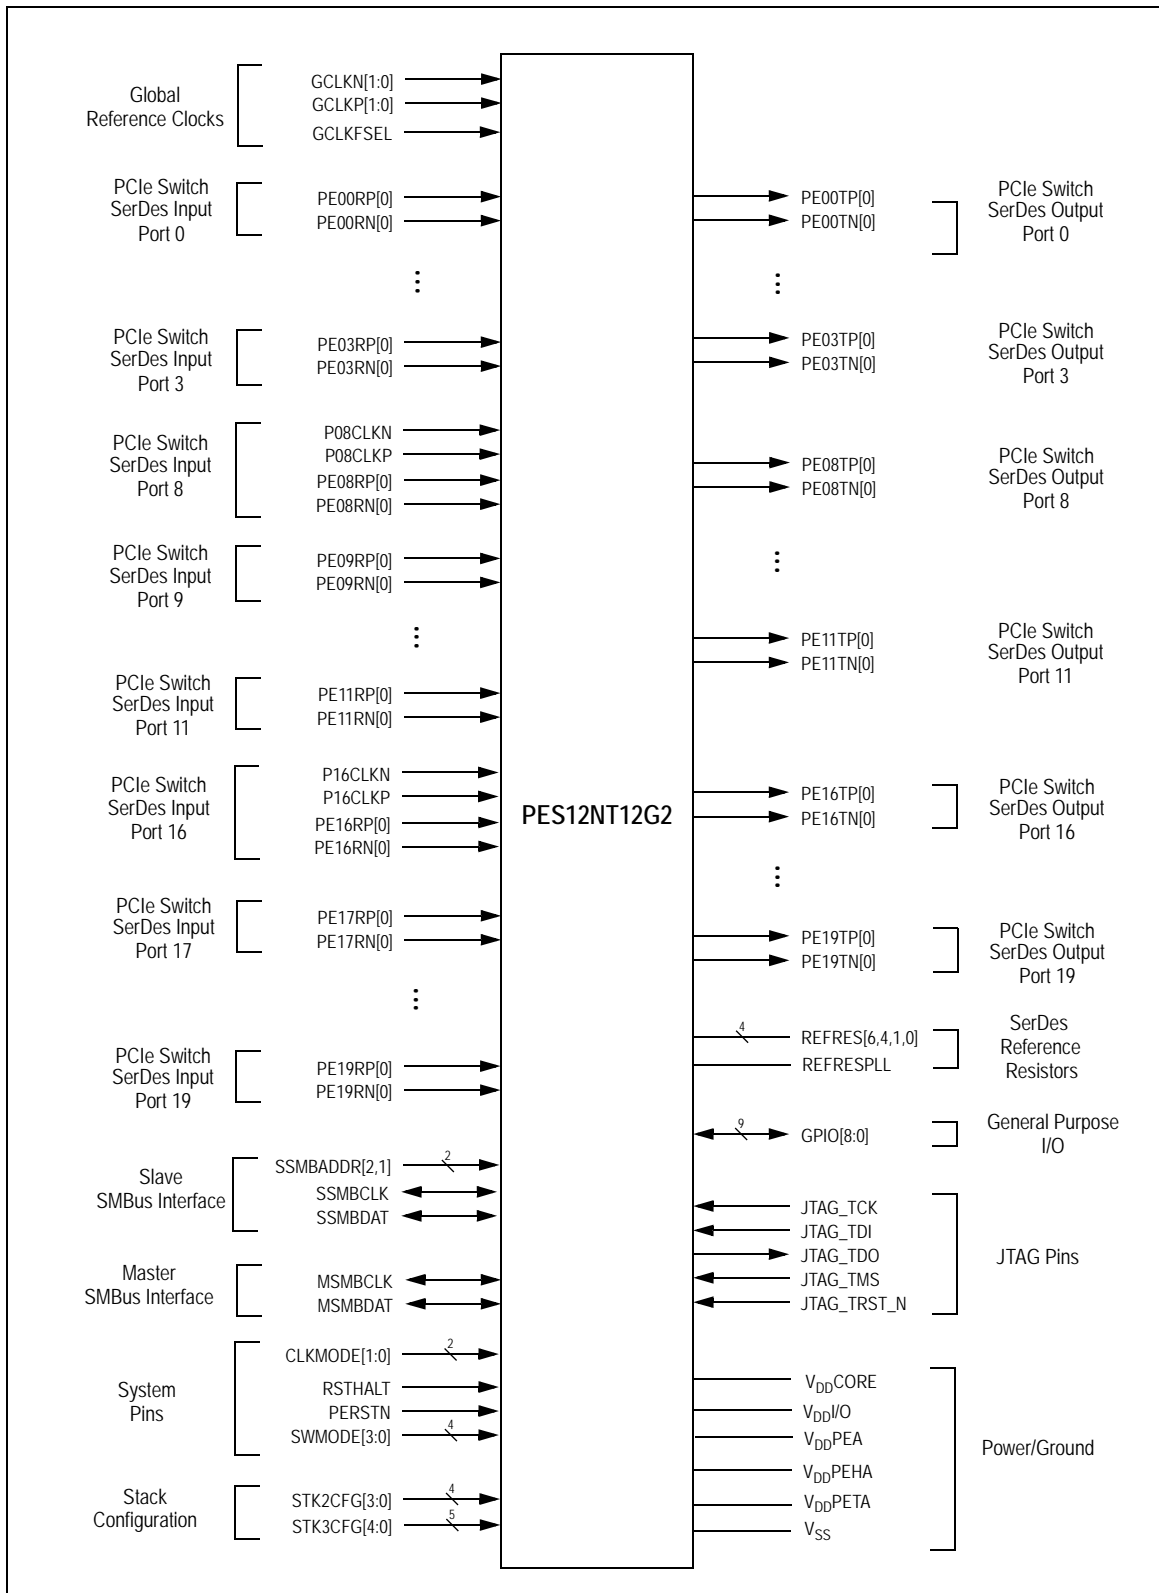 Global
Reference Clocks
GCLKN[1:0]
GCLKP[1:0]
GCLKFSEL
PCIe Switch
SerDes Input
Port 0
PE00RP[0]
PE00RN[0]
PCIe Switch
SerDes Input
Port 3
PE03RP[0]
PE03RN[0]
PCIe Switch
SerDes Input
Port 8
P08CLKN
P08CLKP
PE08RP[0]
PE08RN[0]
PCIe Switch
SerDes Input
Port 9
PE09RP[0]
PE09RN[0]
PCIe Switch
SerDes Input
Port 11
PE11RP[0]
PE11RN[0]
PCIe Switch
SerDes Input
Port 16
P16CLKN
P16CLKP
PE16RP[0]
PE16RN[0]
PCIe Switch
SerDes Input
Port 17
PE17RP[0]
PE17RN[0]
PCIe Switch
SerDes Input
Port 19
PE19RP[0]
PE19RN[0]
Slave
SMBus Interface
SSMBADDR[2,1]
2
SSMBCLK
SSMBDAT
Master
SMBus Interface
MSMBCLK
MSMBDAT
System
Pins
CLKMODE[1:0]
2
RSTHALT
PERSTN
SWMODE[3:0]
4
Stack
Configuration
STK2CFG[3:0]
4
STK3CFG[4:0]
5
PES12NT12G2
PE00TP[0]
PE00TN[0]
PCIe Switch
SerDes Output
Port 0
PE03TP[0]
PE03TN[0]
PCIe Switch
SerDes Output
Port 3
PE08TP[0]
PE08TN[0]
PCIe Switch
SerDes Output
Port 8
PE11TP[0]
PE11TN[0]
PCIe Switch
SerDes Output
Port 11
PE16TP[0]
PE16TN[0]
PCIe Switch
SerDes Output
Port 16
PE19TP[0]
PE19TN[0]
PCIe Switch
SerDes Output
Port 19
4
REFRES[6,4,1,0]
REFRESPLL
SerDes
Reference
Resistors
9
GPIO[8:0]
General Purpose
I/O
JTAG_TCK
JTAG_TDI
JTAG_TDO
JTAG_TMS
JTAG_TRST_N
JTAG Pins
VDDCORE
VDDI/O
VDDPEA
VDDPEHA
VDDPETA
VSS
Power/Ground